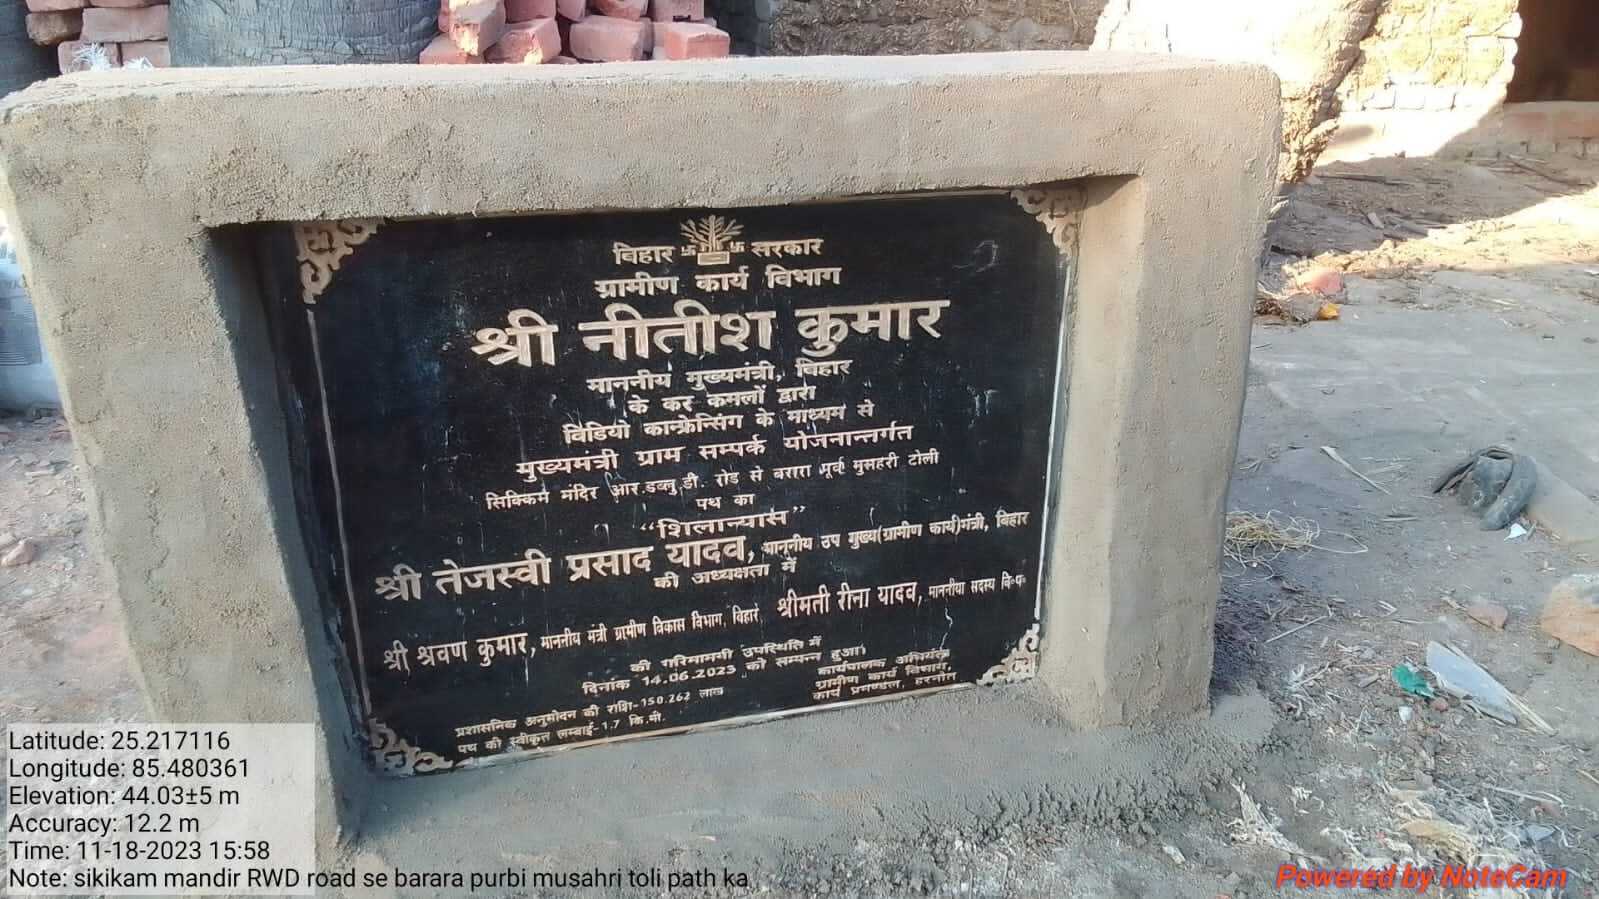 बिहार सरकार
ग्रामीण कार्य विभाग
श्री नीतीश कुमार
माननीय मुख्यमंत्री, बिहार
के कर कमलों द्वारा
विडियो कान्फ्रेन्सिंग के माध्यम से
मुख्यमंत्री ग्राम सम्पर्क योजनान्तर्गत
सिक्किम मंदिर आर.डब्लु.डी. रोड से बरारा पूर्व मुसहरी टोली
पथ का
"शिलान्यास"
श्री तेजस्वी प्रसाद यादव, माननीय उप मुख्य(ग्रामीण कार्य)मंत्री, बिहार
की अध्यक्षता में
श्री श्रवण कुमार, माननीय मंत्री ग्रामीण विकास विभाग, बिहार, श्रीमती रीना यादव, माननीया सदस्य वि०प०
की गरिमामयी उपस्थिति में
दिनांक 14.06.2023 को सम्पन्न हुआ।
कार्यपालक अभियंता
ग्रामीण कार्य विभाग,
कार्य प्रमण्डल, हरनौत
प्रशासनिक अनुमोदन की राशि-150.262 लाख
पथ की स्वीकृत लम्बाई-1.7 कि.मी.
Latitude: 25.217116
Longitude: 85.480361
Elevation: 44.03±5 m
Accuracy: 12.2 m
Time: 11-18-2023 15:58
Note: sikikam mandir RWD road se barara purbi musahri toli path ka
Powered by NoteCam